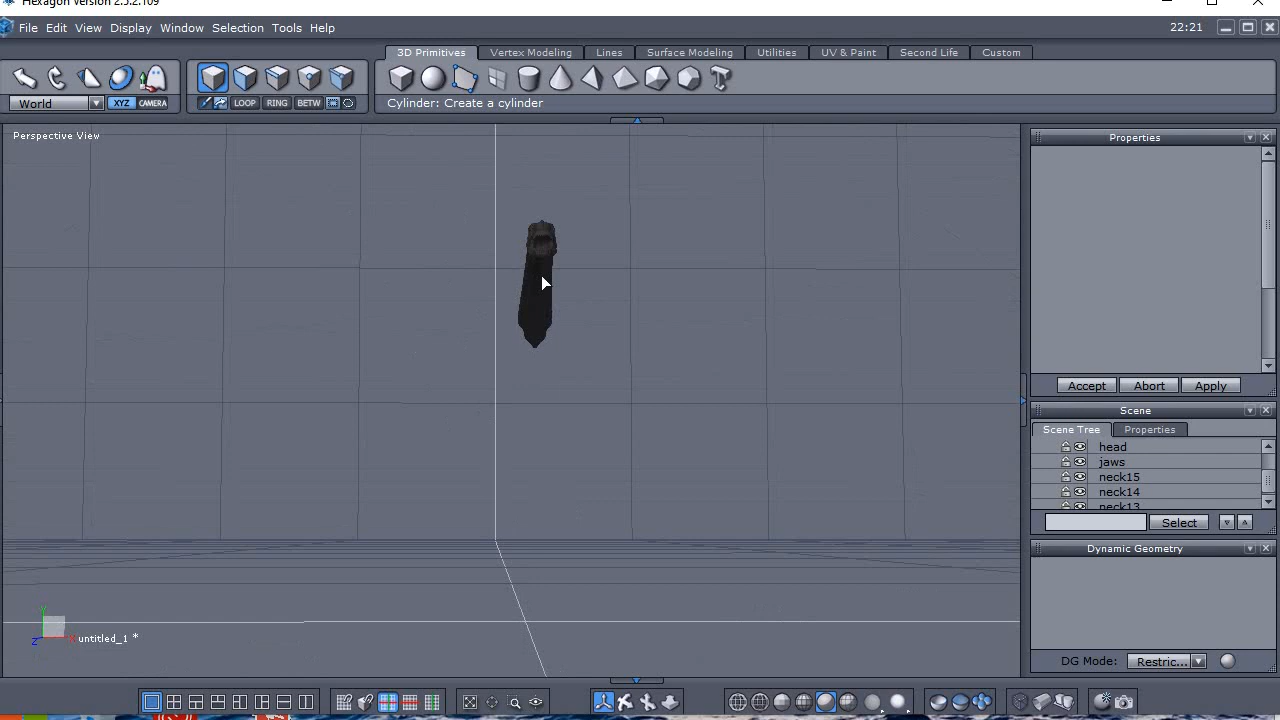 Hexagon Version 2.5.2.109
File Edit View Display Window Selection Tools Help
22:21
3D Primitives Vertex Modeling Lines Surface Modeling Utilities UV & Paint Second Life Custom
World XYZ CAMERA LOOP RING BETW
Cylinder: Create a cylinder
Perspective View
Properties
Accept Abort Apply
Scene
Scene Tree Properties
head
jaws
neck15
neck14
neck13
Select
Dynamic Geometry
DG Mode: Restric...
Y
Z
untitled_1 *